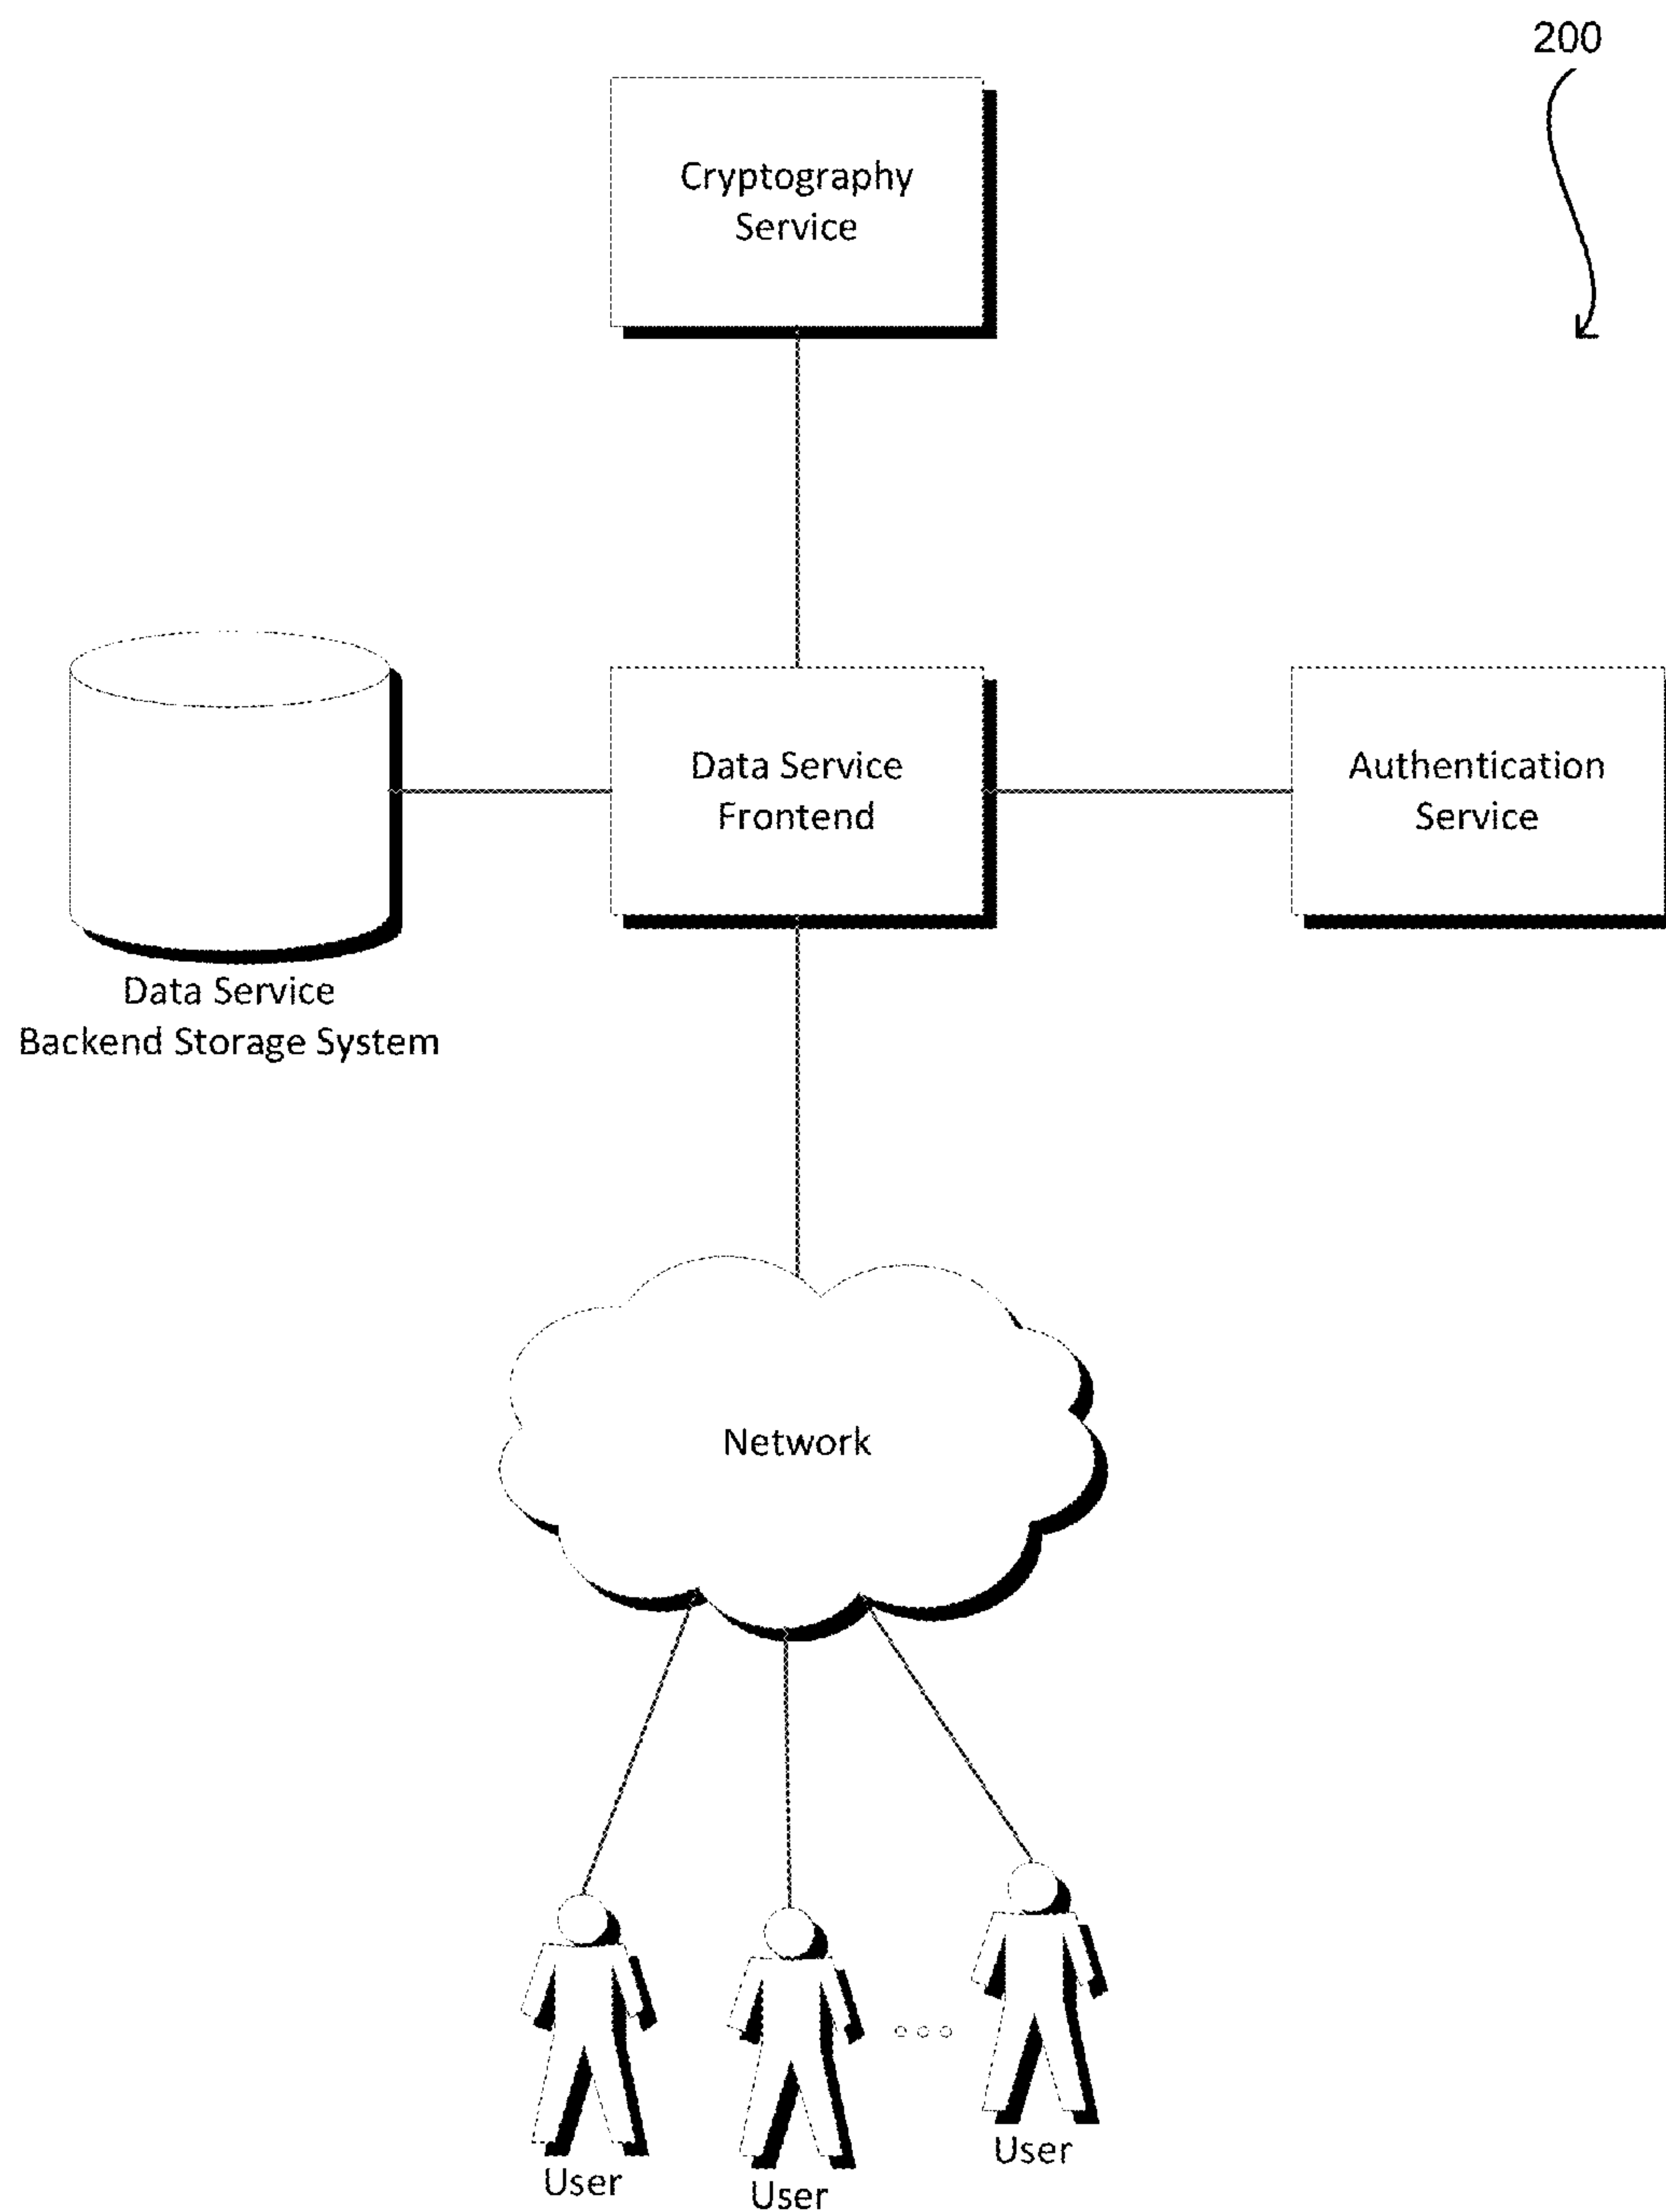 200
Cryptography
Service
Data Service
Frontend
Authentication
Service
Data Service
Backend Storage System
Network
User
User
User